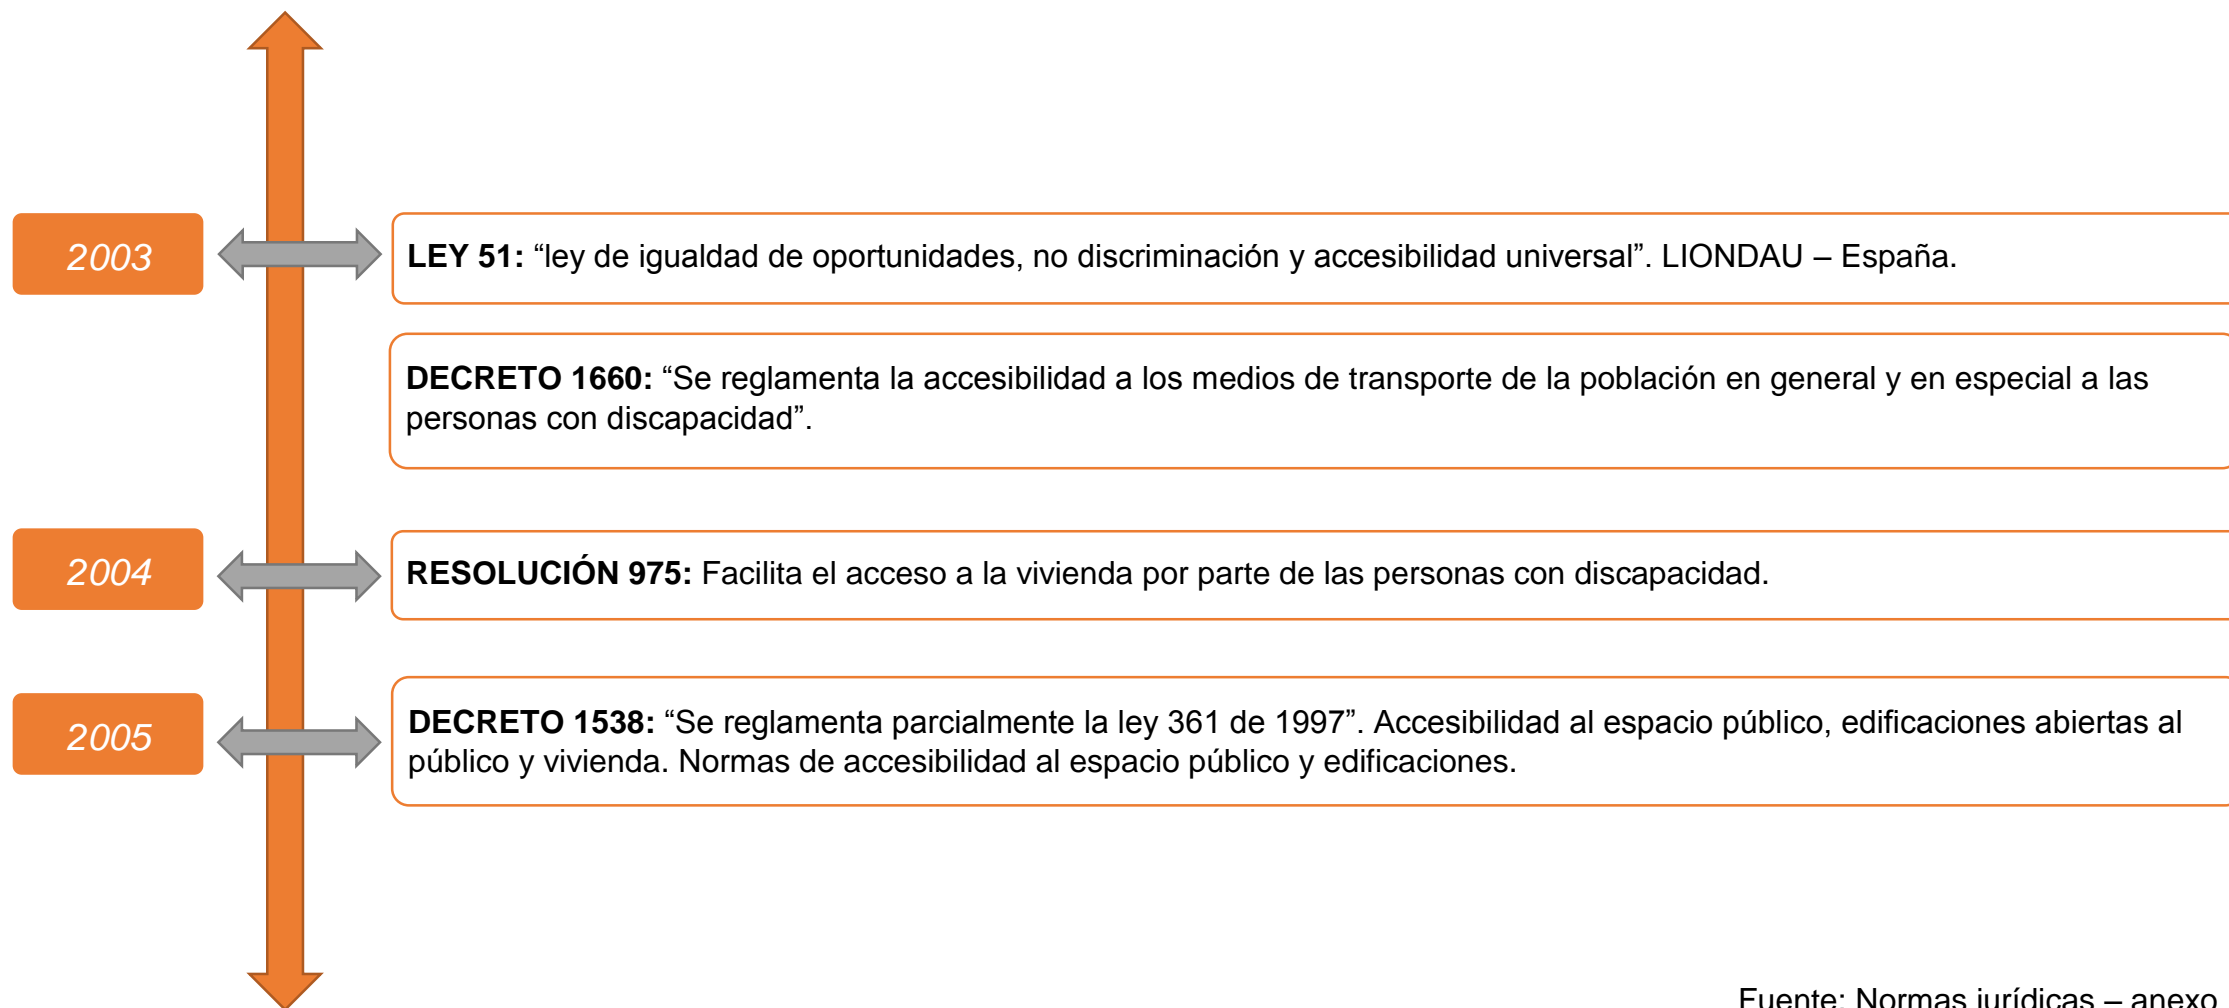 2003
LEY 51: “ley de igualdad de oportunidades, no discriminación y accesibilidad universal”. LIONDAU – España.
DECRETO 1660: “Se reglamenta la accesibilidad a los medios de transporte de la población en general y en especial a las
personas con discapacidad”.
2004
RESOLUCIÓN 975: Facilita el acceso a la vivienda por parte de las personas con discapacidad.
2005
DECRETO 1538: “Se reglamenta parcialmente la ley 361 de 1997”. Accesibilidad al espacio público, edificaciones abiertas al
público y vivienda. Normas de accesibilidad al espacio público y edificaciones.
Fuente: Normas jurídicas – anexo